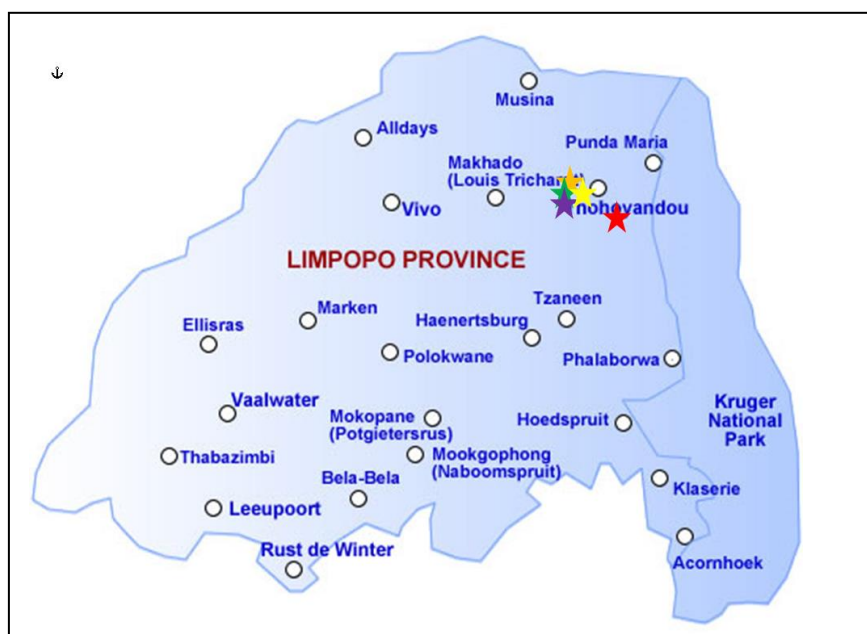 Musina
Alldays
Punda Maria
Makhado
(Louis Trichardt)
Vivo
LIMPOPO PROVINCE
Tzaneen
Marken
Haenertsburg
Ellisras
Polokwane
Phalaborwa
Vaalwater
Kruger
National
Park
Mokopane
(Potgietersrus)
Hoedspruit
Mookgophong
(Naboomspruit)
Thabazimbi
Bela-Bela
Klaserie
Leeupoort
Rust de Winter
Acornhoek